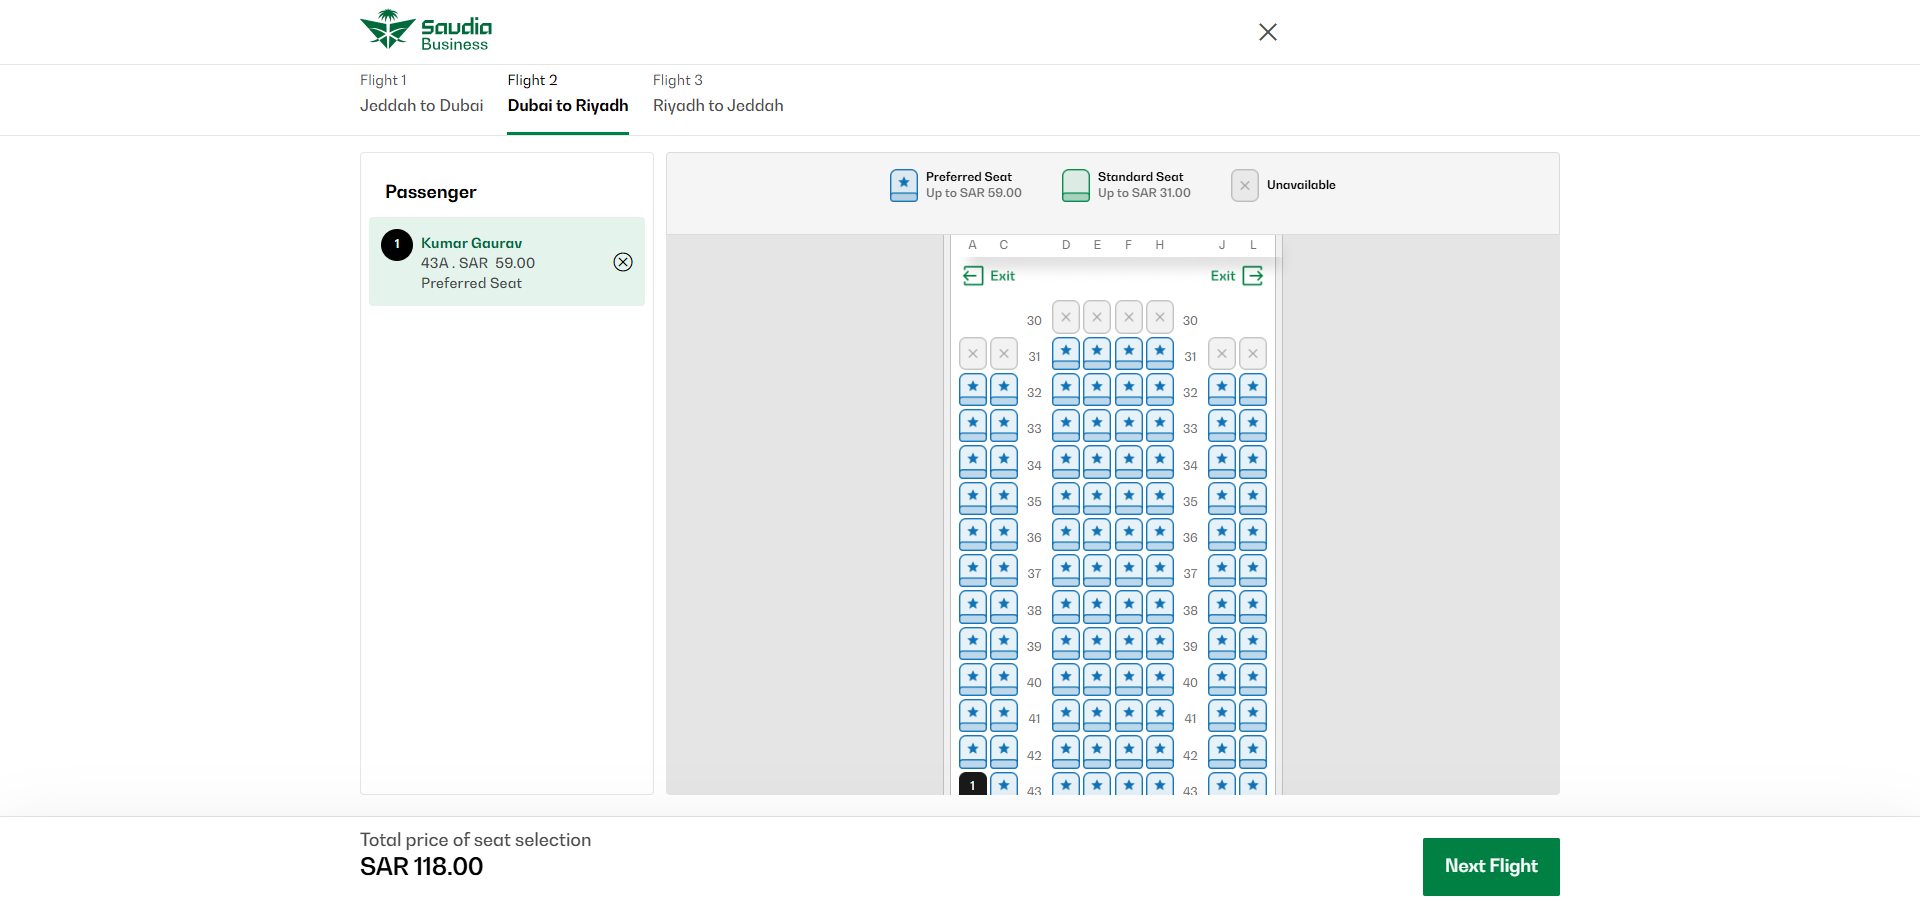 Saudia
Business
Flight 1
Jeddah to Dubai
Flight 2
Dubai to Riyadh
Flight 3
Riyadh to Jeddah
Passenger
1
Kumar Gaurav
43A . SAR 59.00
Preferred Seat
Preferred Seat
Up to SAR 59.00
Standard Seat
Up to SAR 31.00
Unavailable
A C D E F H J L
Exit Exit
30 30
31 31
32 32
33 33
34 34
35 35
36 36
37 37
38 38
39 39
40 40
41 41
42 42
1 43 43
Total price of seat selection
SAR 118.00
Next Flight